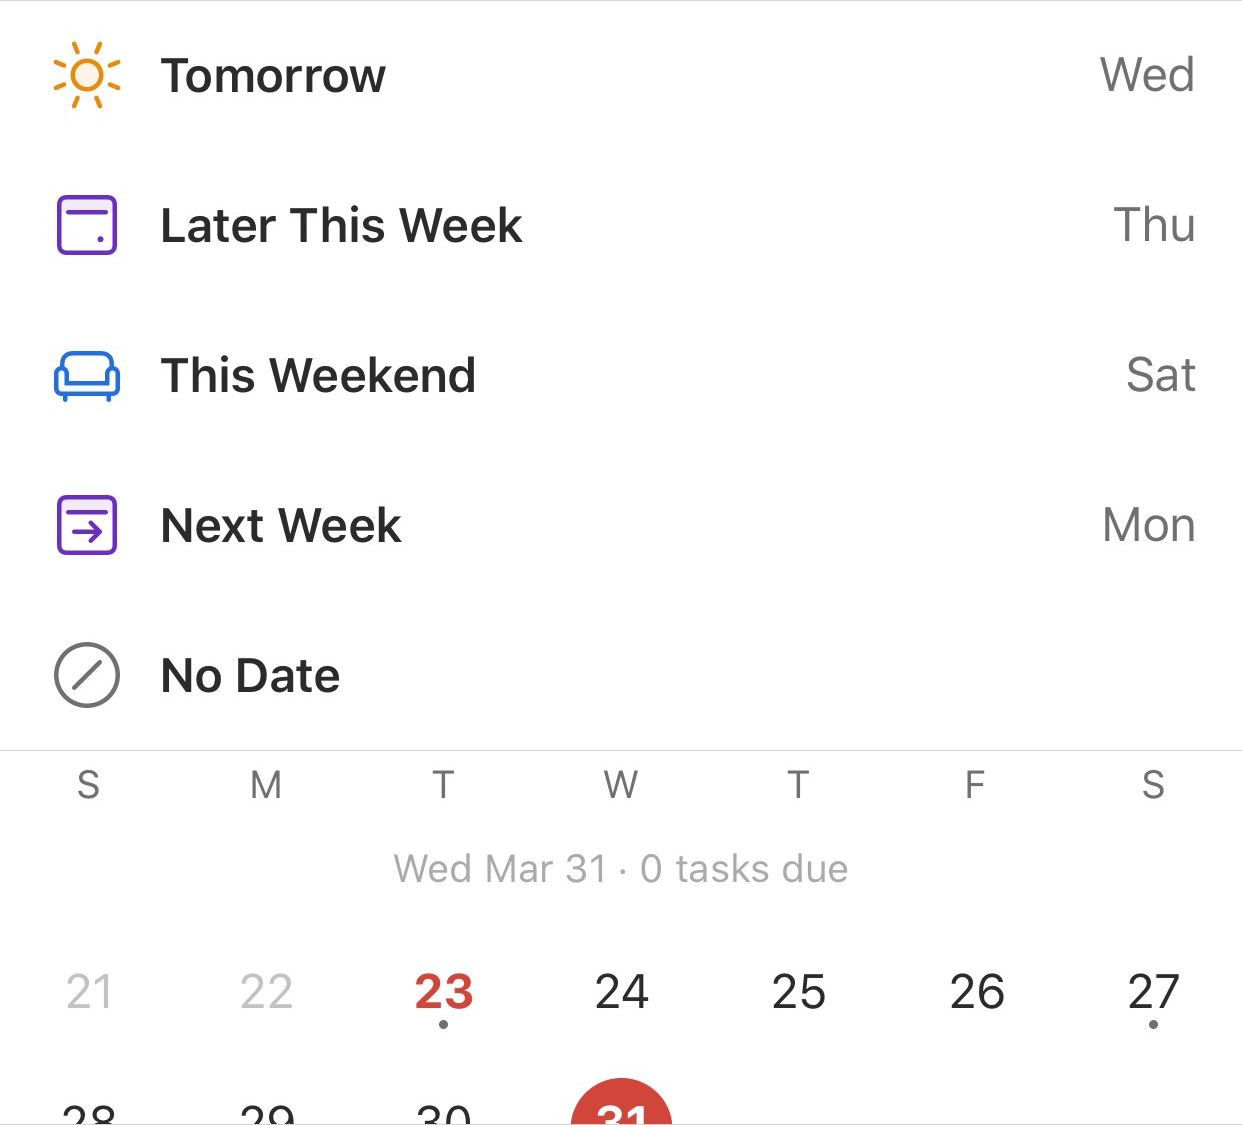 Tomorrow Wed
Later This Week Thu
This Weekend Sat
Next Week Mon
No Date
S M T W T F S
Wed Mar 31 · 0 tasks due
21 22 23 24 25 26 27
28 29 30 31